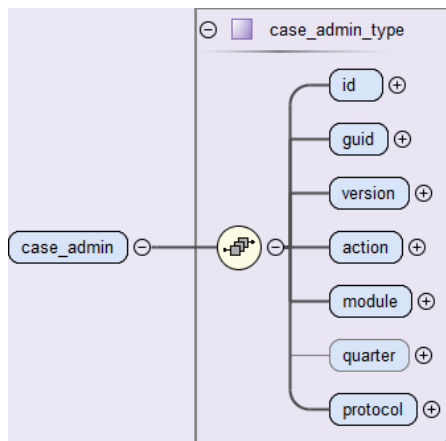 case_admin_type
id
guid
version
action
case_admin
module
quarter
protocol